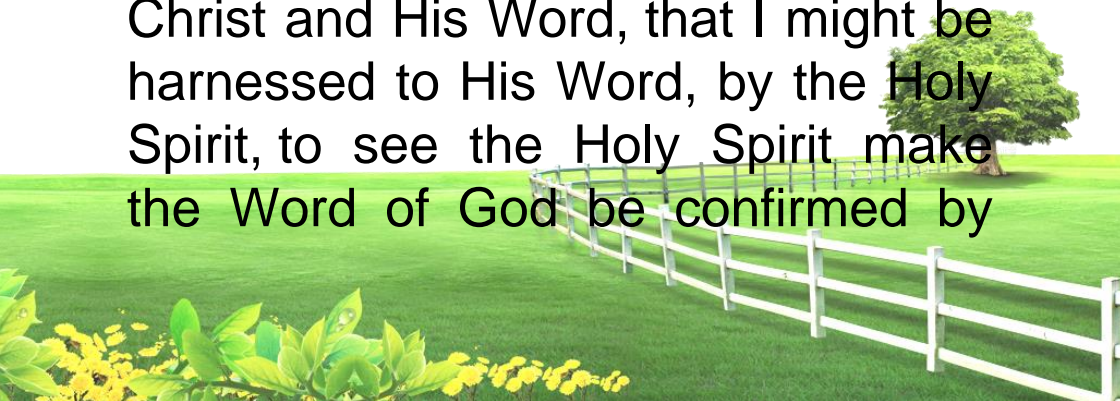 Christ and His Word, that I might be
harnessed to His Word, by the Holy
Spirit, to see the Holy Spirit make
the Word of God be confirmed by